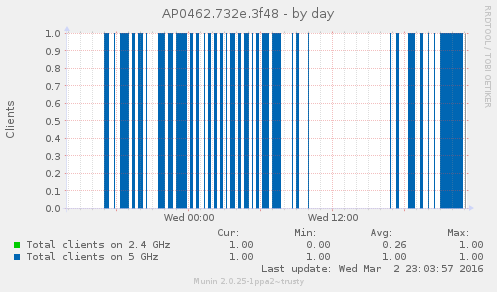 AP0462.732e.3f48 - by day
RRDTOOL / TOBI OETIKER
Clients
1.0
0.9
0.8
0.7
0.6
0.5
0.4
0.3
0.2
0.1
0.0
Wed 00:00 Wed 12:00
Cur: Min: Avg: Max:
Total clients on 2.4 GHz 1.00 0.00 0.26 1.00
Total clients on 5 GHz 1.00 1.00 1.00 1.00
Last update: Wed Mar 2 23:03:57 2016
Munin 2.0.25-1ppa2~trusty